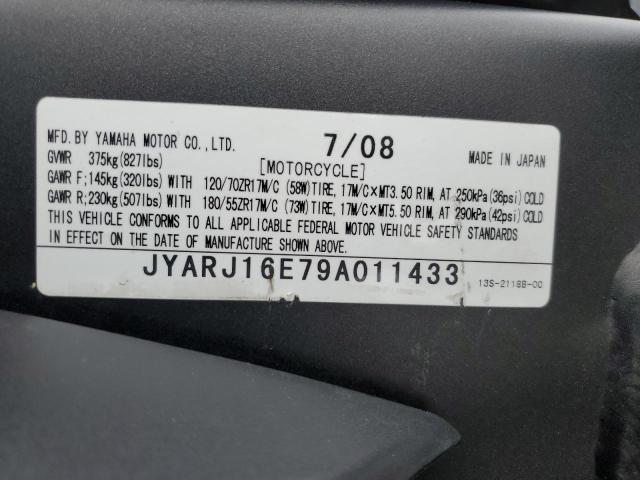 MFD. BY YAMAHA MOTOR CO., LTD. 7/08 MADE IN JAPAN
GVWR 375kg(827lbs)
[MOTORCYCLE]
GAWR F;145kg(320lbs) WITH 120/70ZR17M/C (58W)TIRE, 17M/C×MT3.50 RIM, AT 250kPa(36psi)COLD
GAWR R;230kg(507lbs) WITH 180/55ZR17M/C (73W)TIRE, 17M/C×MT5.50 RIM, AT 290kPa(42psi)COLD
THIS VEHICLE CONFORMS TO ALL APPLICABLE FEDERAL MOTOR VEHICLE SAFETY STANDARDS
IN EFFECT ON THE DATE OF MANUFACTURE SHOWN ABOVE.
JYARJ16E79A011433
13S-2118B-00